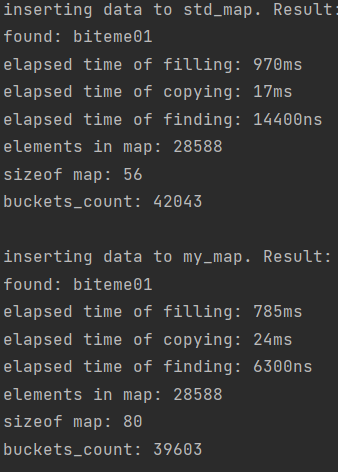 inserting data to std_map. Result:
found: biteme01
elapsed time of filling: 970ms
elapsed time of copying: 17ms
elapsed time of finding: 14400ns
elements in map: 28588
sizeof map: 56
buckets_count: 42043
inserting data to my_map. Result:
found: biteme01
elapsed time of filling: 785ms
elapsed time of copying: 24ms
elapsed time of finding: 6300ns
elements in map: 28588
sizeof map: 80
buckets_count: 39603